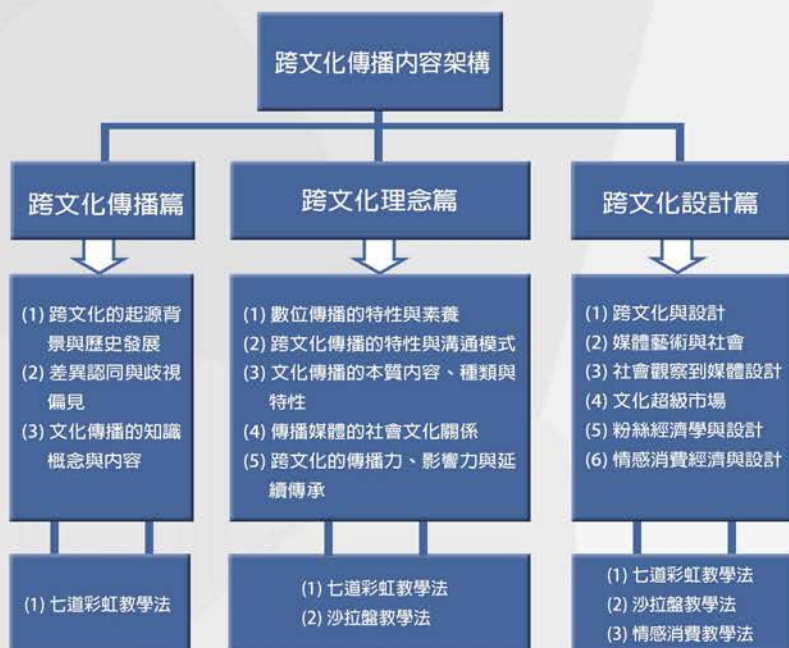 跨文化傳播內容架構
跨文化傳播篇
跨文化理念篇
跨文化設計篇
(1) 跨文化的起源背
景與歷史發展
(2) 差異認同與歧視
偏見
(3) 文化傳播的知識
概念與內容
(1) 數位傳播的特性與素養
(2) 跨文化傳播的特性與溝通模式
(3) 文化傳播的本質內容、種類與
特性
(4) 傳播媒體的社會文化關係
(5) 跨文化的傳播力、影響力與延
續傳承
(1) 跨文化與設計
(2) 媒體藝術與社會
(3) 社會觀察到媒體設計
(4) 文化超級市場
(5) 粉絲經濟學與設計
(6) 情感消費經濟與設計
(1) 七道彩虹教學法
(1) 七道彩虹教學法
(2) 沙拉盤教學法
(1) 七道彩虹教學法
(2) 沙拉盤教學法
(3) 情感消費教學法